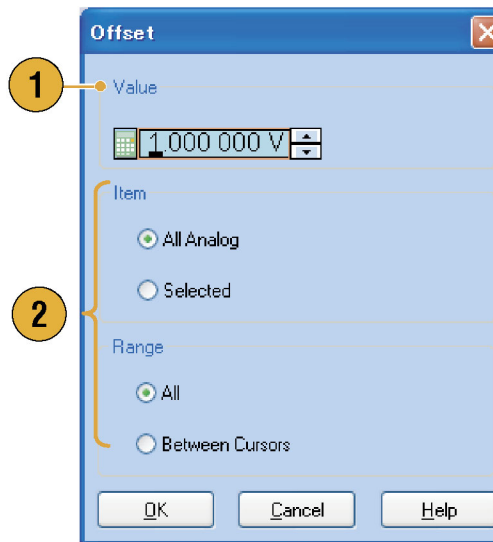 Offset
1
Value
1.000 000 V
Item
All Analog
Selected
2
Range
All
Between Cursors
OK Cancel Help